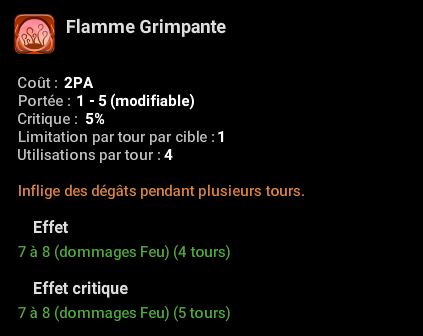 Flamme Grimpante
Coût : 2PA
Portée : 1 - 5 (modifiable)
Critique : 5%
Limitation par tour par cible : 1
Utilisations par tour : 4
Inflige des dégâts pendant plusieurs tours.
Effet
7 à 8 (dommages Feu) (4 tours)
Effet critique
7 à 8 (dommages Feu) (5 tours)